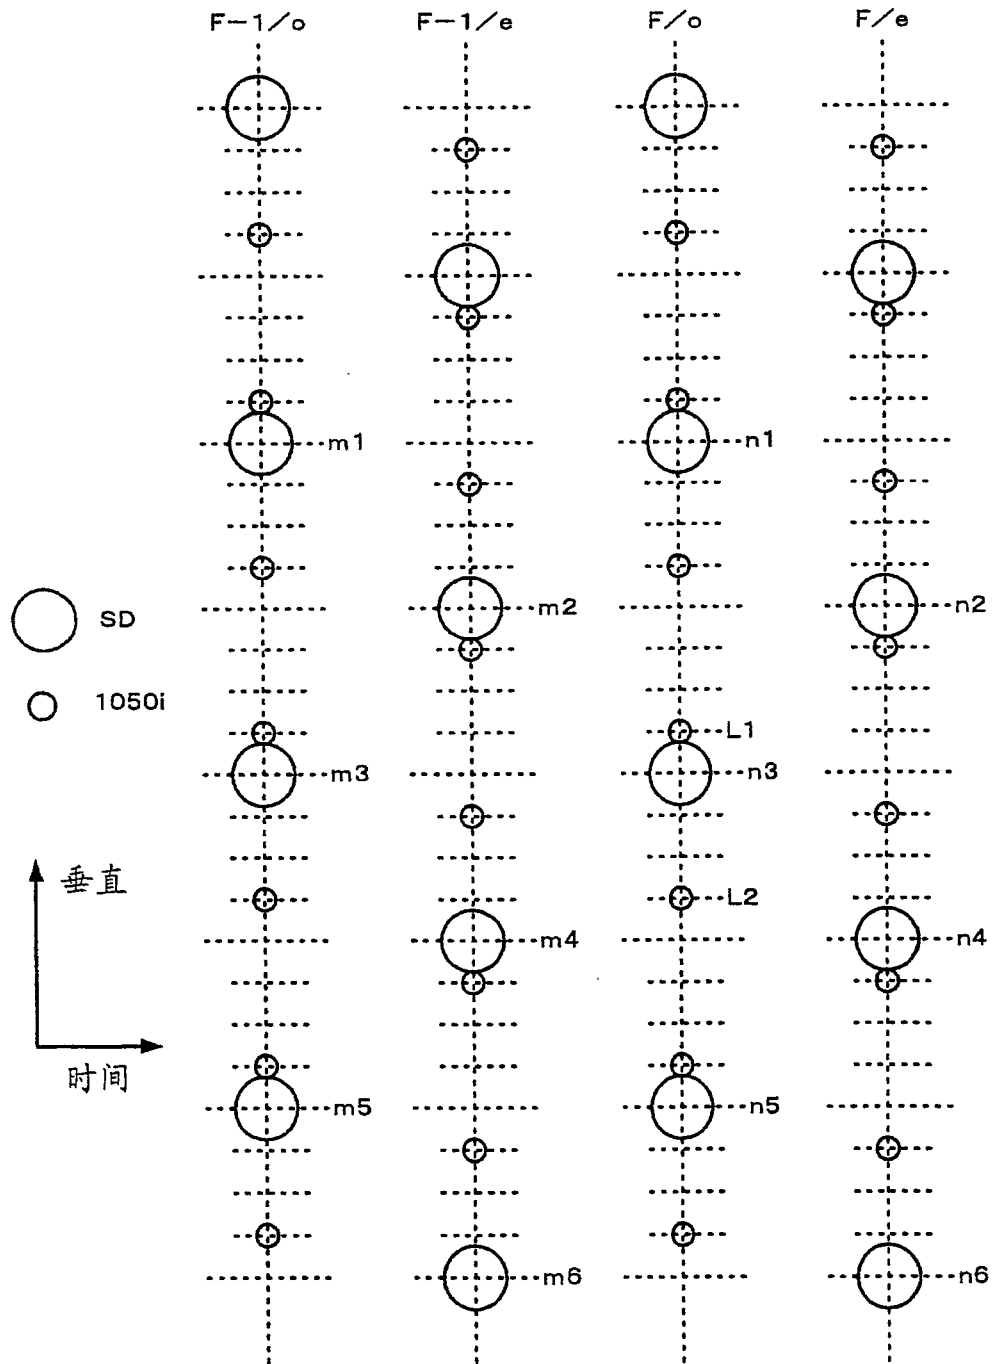 F-1/o F-1/e F/o F/e
m1 n1
SD m2 n2
1050i
L1
m3 n3
垂直
L2
m4 n4
时间
m5 n5
m6 n6